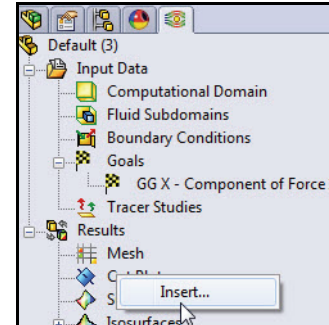 Default (3)
Input Data
Computational Domain
Fluid Subdomains
Boundary Conditions
Goals
GG X - Component of Force
Tracer Studies
Results
Mesh
Insert...
Isosurfaces